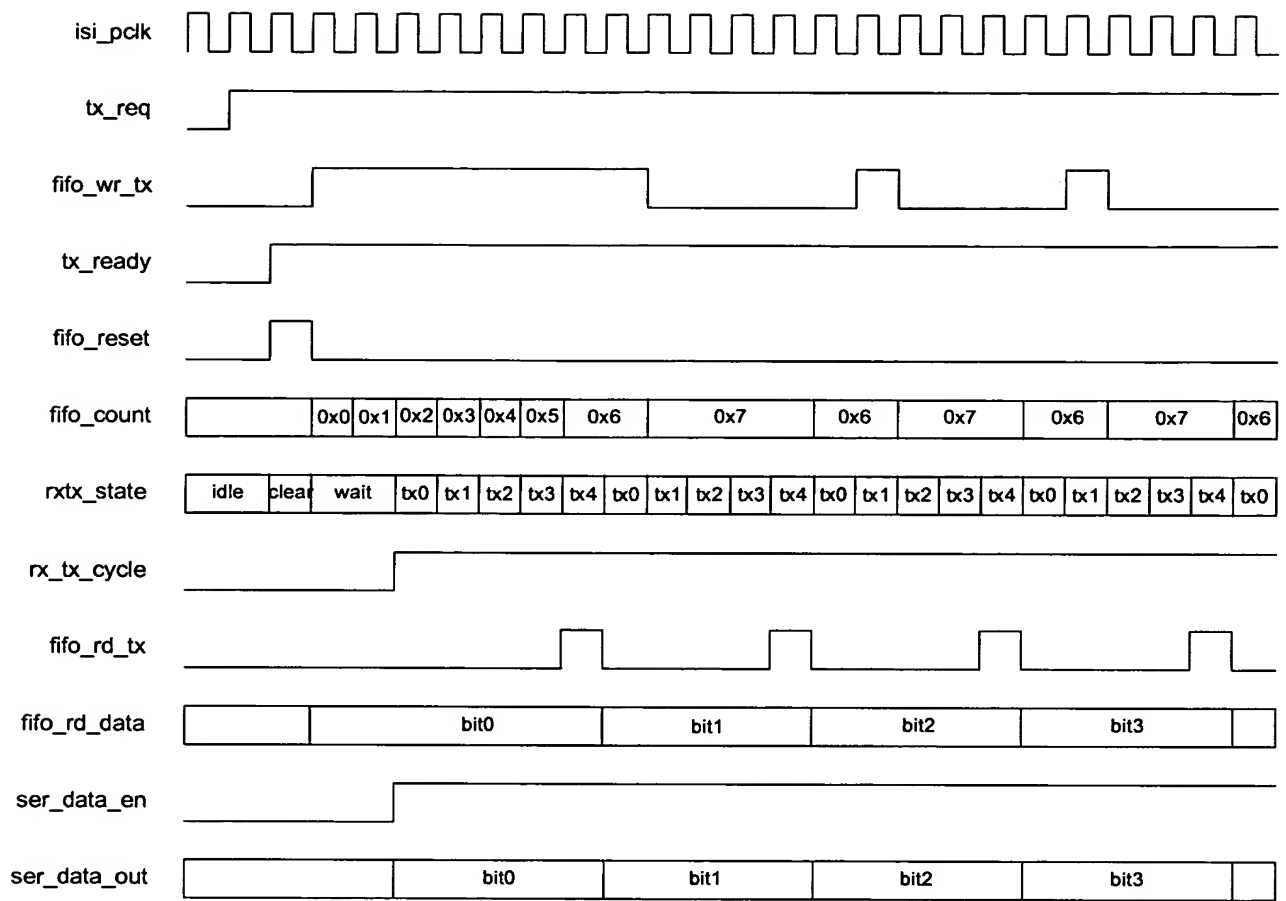 isi_pclk
tx_req
fifo_wr_tx
tx_ready
fifo_reset
fifo_count 0x0 0x1 0x2 0x3 0x4 0x5 0x6 0x7 0x6 0x7 0x6 0x7 0x6
rxtx_state idle clear wait tx0 tx1 tx2 tx3 tx4 tx0 tx1 tx2 tx3 tx4 tx0 tx1 tx2 tx3 tx4 tx0 tx1 tx2 tx3 tx4 tx0
rx_tx_cycle
fifo_rd_tx
fifo_rd_data bit0 bit1 bit2 bit3
ser_data_en
ser_data_out bit0 bit1 bit2 bit3